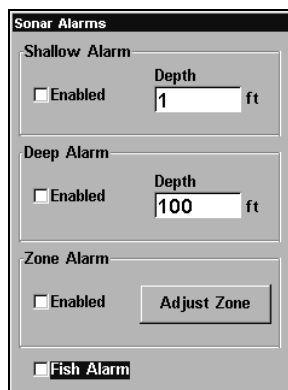 Sonar Alarms
Shallow Alarm
Depth
Enabled
1 ft
Deep Alarm
Depth
Enabled
100 ft
Zone Alarm
Enabled
Adjust Zone
Fish Alarm